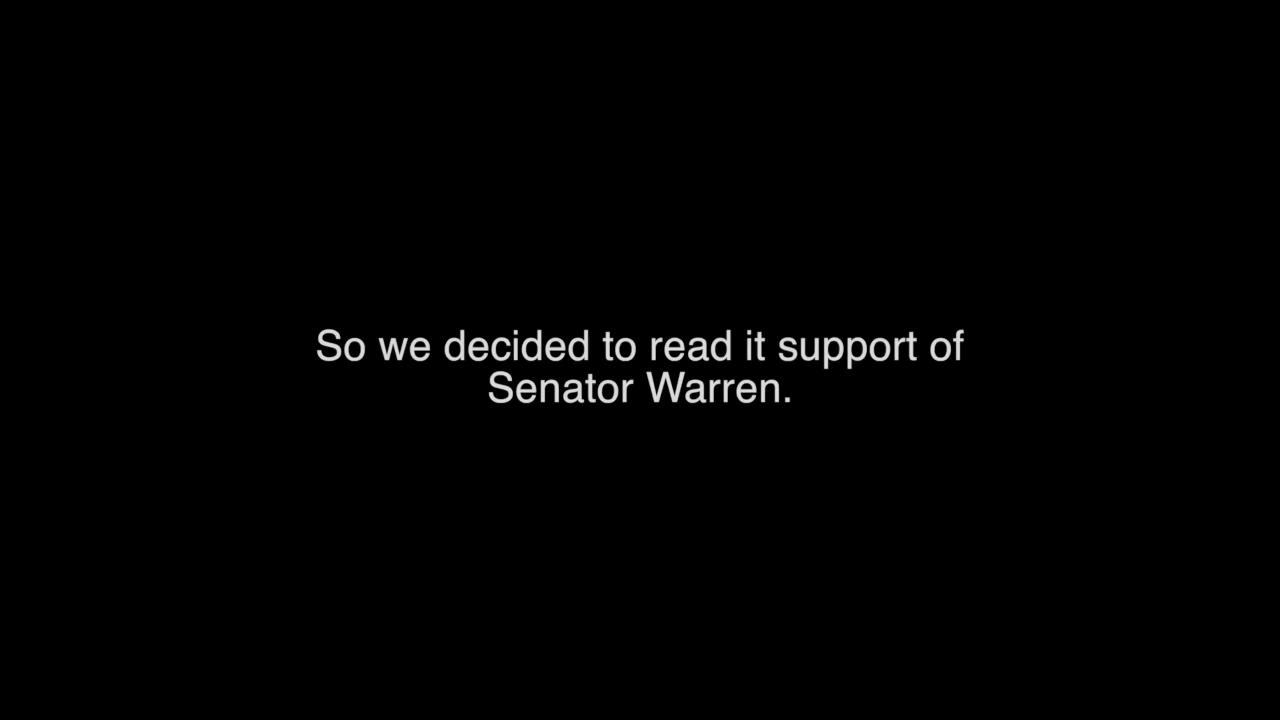 So we decided to read it support of
Senator Warren.